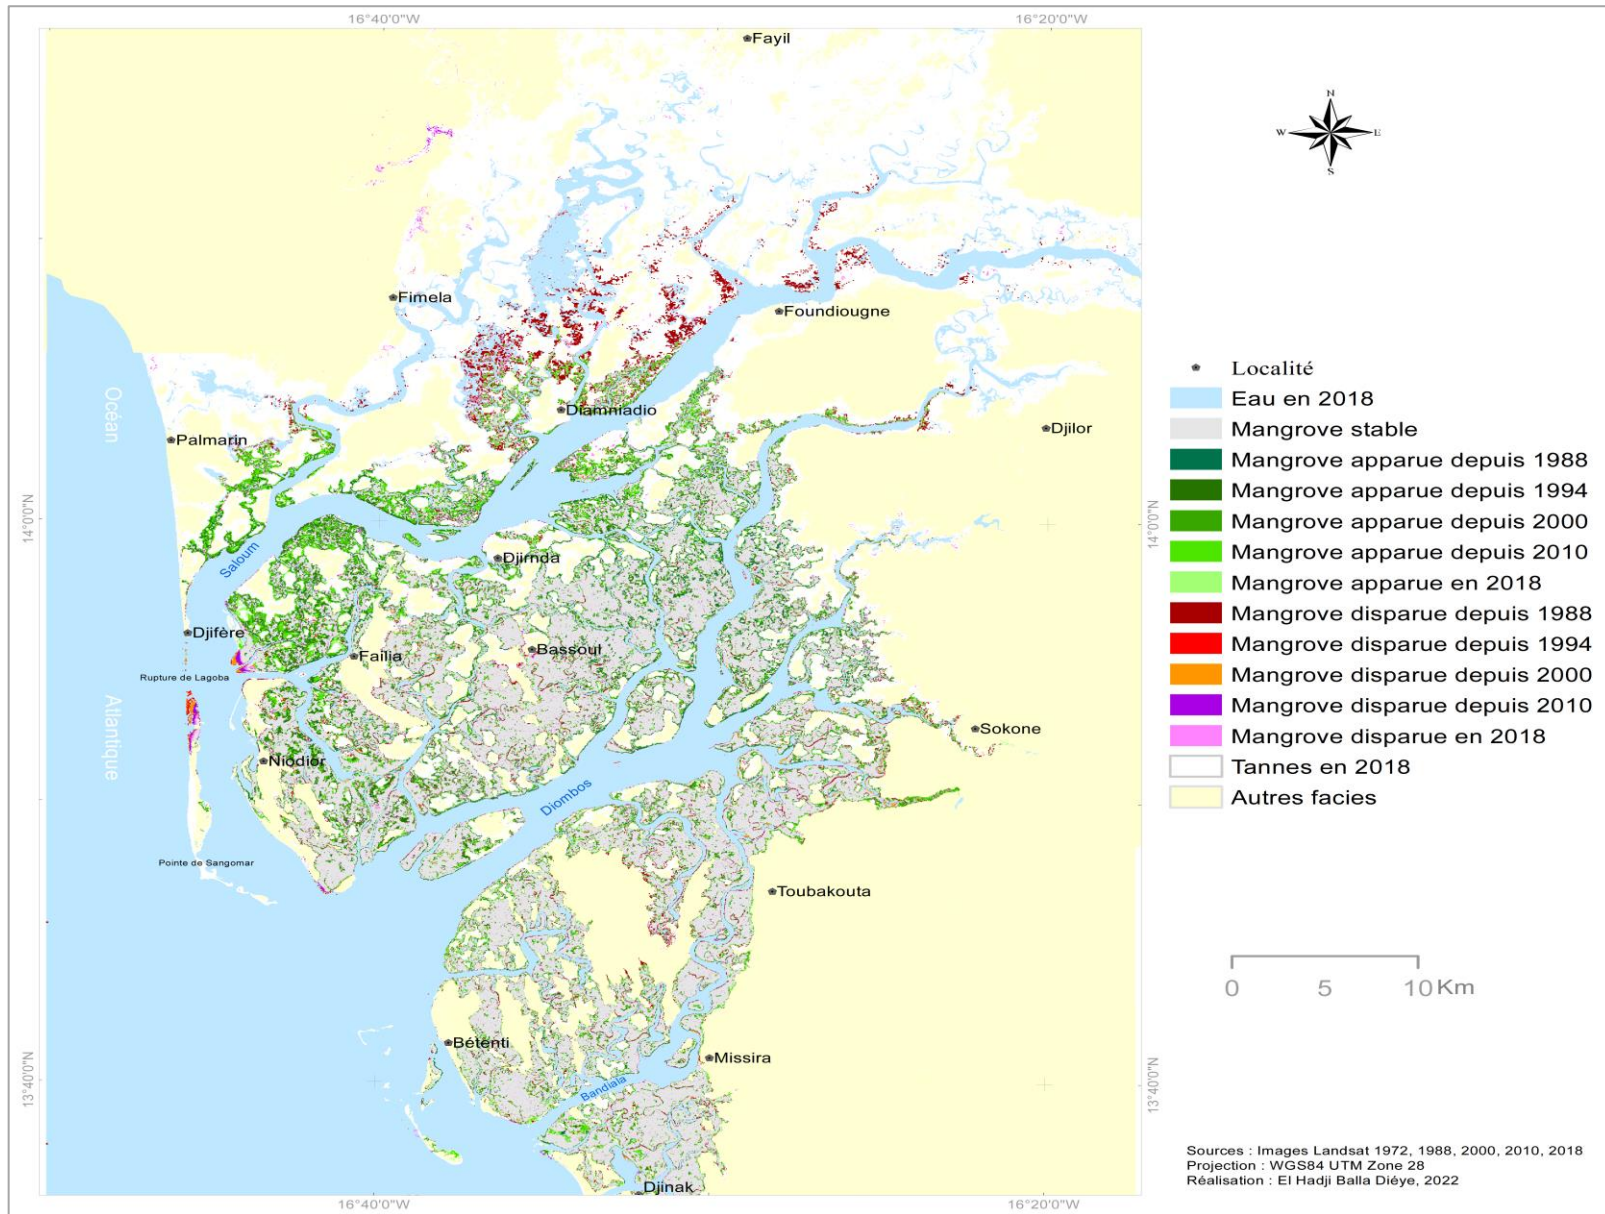 16°40'0"W
16°20'0"W
Fayil
N
W
E
S
Fimela
Foundiougne
Océan
Diamniadio
Palmarin
Djilor
14°0'0"N
14°0'0"N
Saloum
Djirnda
Djifère
Failia
Bassoul
Rupture de Lagoba
Atlantique
Sokone
Niodior
Diombos
Pointe de Sangomar
Toubakouta
Bétenti
Missira
Bandiala
13°40'0"N
13°40'0"N
Djinak
16°40'0"W
16°20'0"W
Localité
Eau en 2018
Mangrove stable
Mangrove apparue depuis 1988
Mangrove apparue depuis 1994
Mangrove apparue depuis 2000
Mangrove apparue depuis 2010
Mangrove apparue en 2018
Mangrove disparue depuis 1988
Mangrove disparue depuis 1994
Mangrove disparue depuis 2000
Mangrove disparue depuis 2010
Mangrove disparue en 2018
Tannes en 2018
Autres facies
0 5 10 Km
Sources : Images Landsat 1972, 1988, 2000, 2010, 2018
Projection : WGS84 UTM Zone 28
Réalisation : El Hadji Balla Diéye, 2022